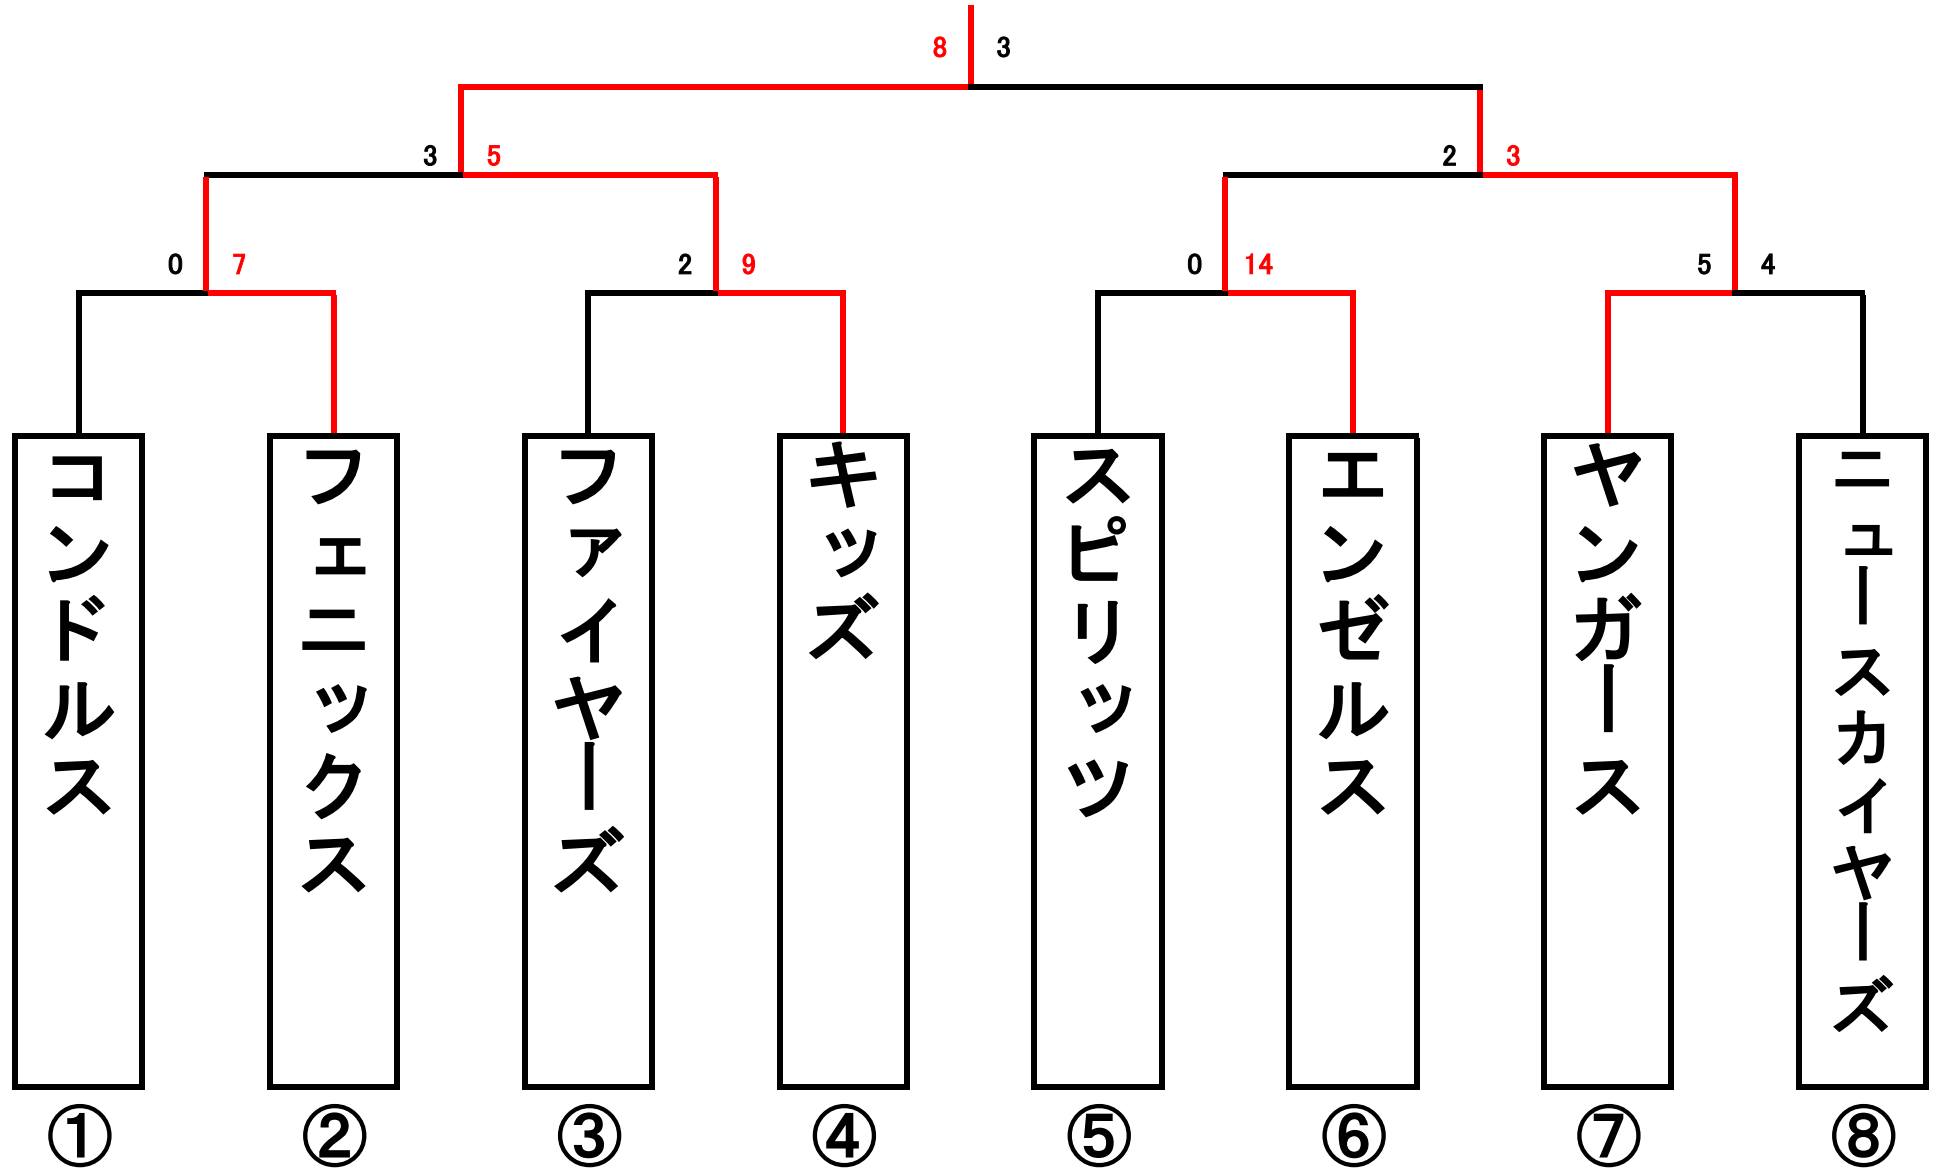 8 3
3 5
2 3
0 7
2 9
0 14
5 4
コンドルス
フェニックス
ファイヤーズ
キッズ
スピリッツ
エンゼルス
ヤンガース
ニュースカイヤーズ
①
②
③
④
⑤
⑥
⑦
⑧